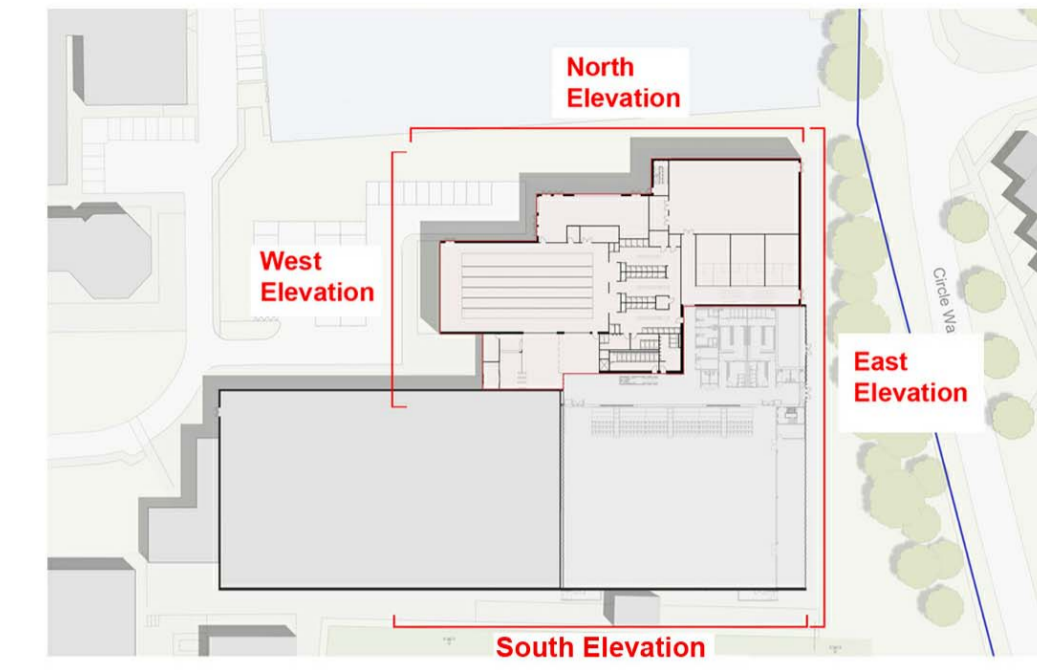 North
Elevation
West
Elevation
Circle Wa
East
Elevation
South Elevation